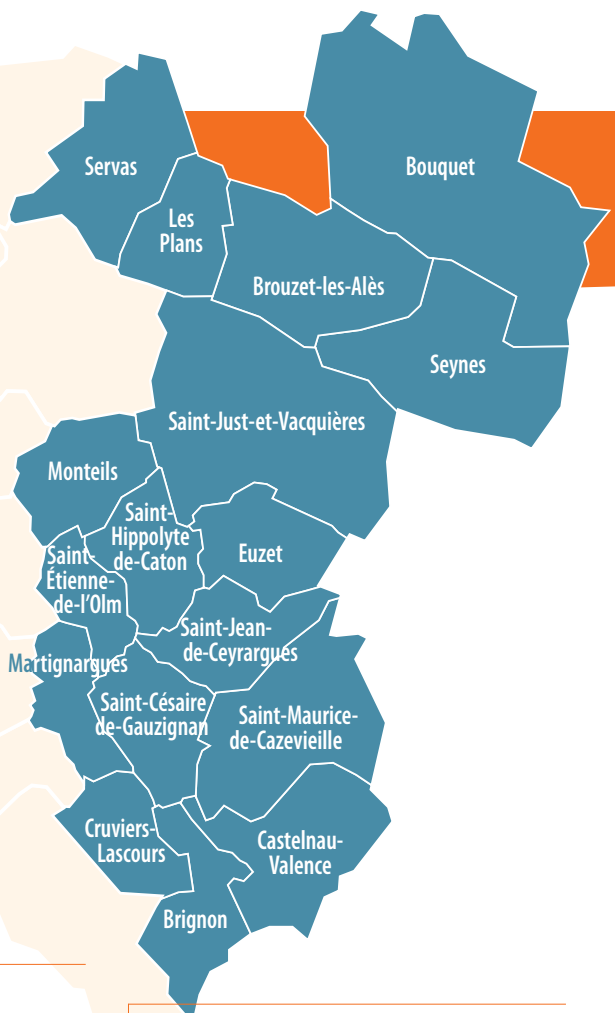 Servas
Bouquet
Les
Plans
Brouzet-les-Alès
Seynes
Saint-Just-et-Vacquières
Monteils
Saint-
Hippolyte
de-Caton
Euzet
Saint-
Étienne-
de-l'Olm
Saint-Jean-
de-Ceyrargues
Martignargues
Saint-Césaire
de-Gauzignan
Saint-Maurice-
de-Cazevieille
Cruviers-
Lascours
Castelnau-
Valence
Brignon